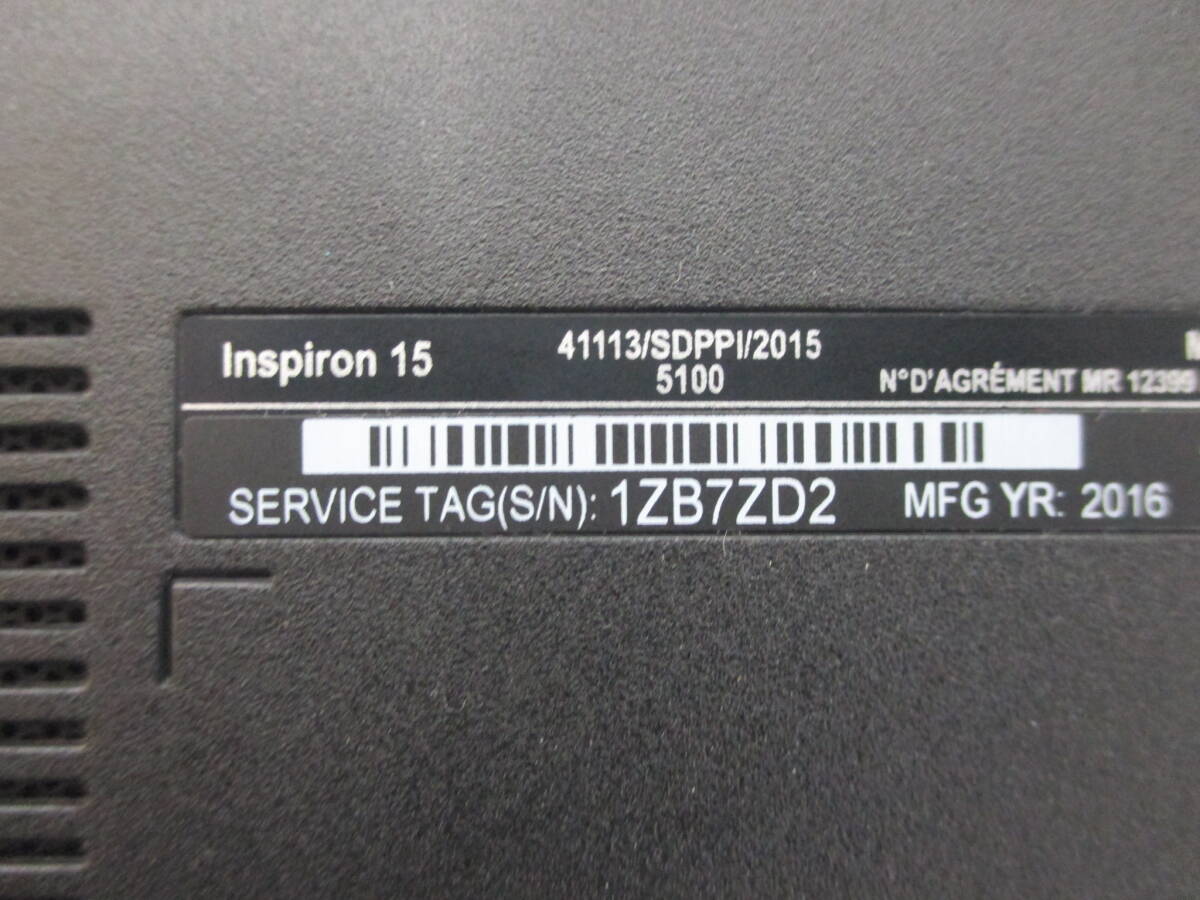 Inspiron 15
41113/SDPPI/2015
5100
N°D'AGRÉMENT MR 12399
SERVICE TAG(S/N): 1ZB7ZD2 MFG YR: 2016